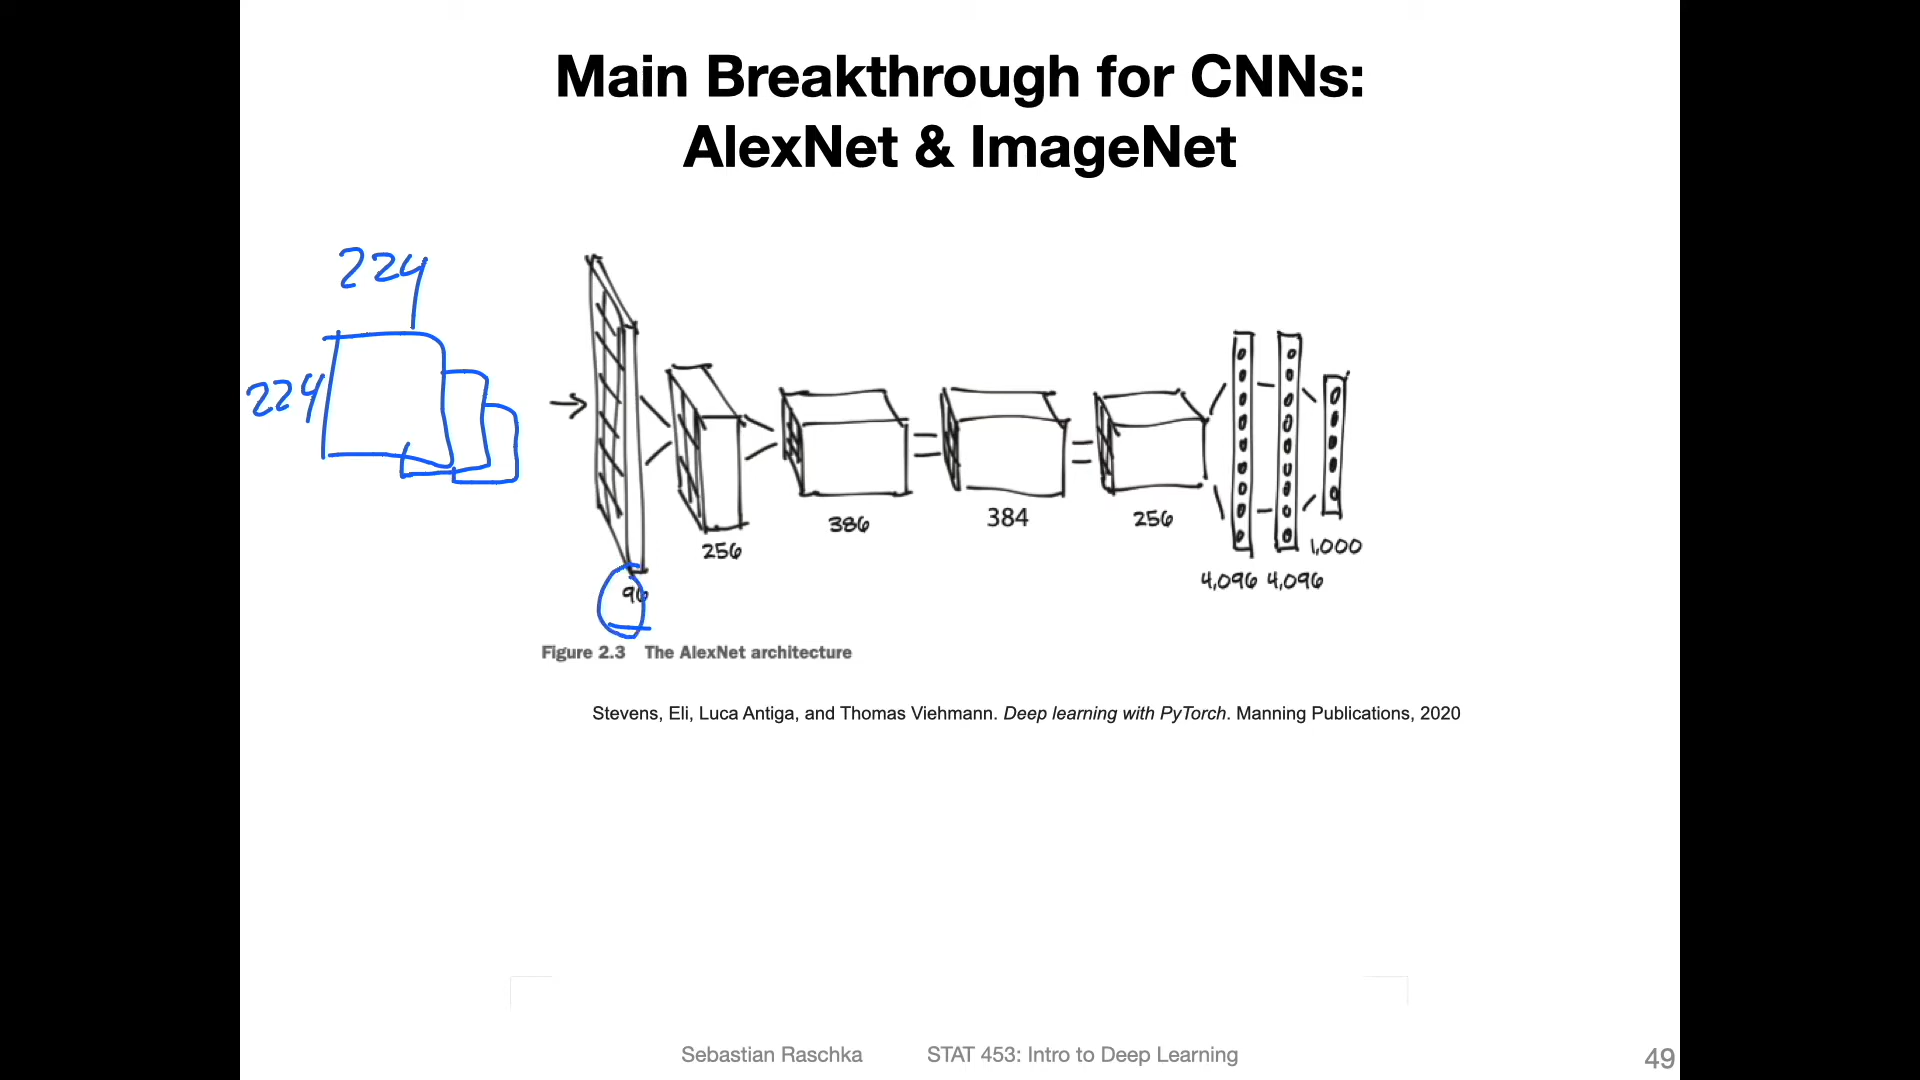 Main Breakthrough for CNNs:
AlexNet & ImageNet
224
224
96
256
386
384
256
4,096 4,096
1,000
Figure 2.3 The AlexNet architecture
Stevens, Eli, Luca Antiga, and Thomas Viehmann. Deep learning with PyTorch. Manning Publications, 2020
Sebastian Raschka STAT 453: Intro to Deep Learning 49